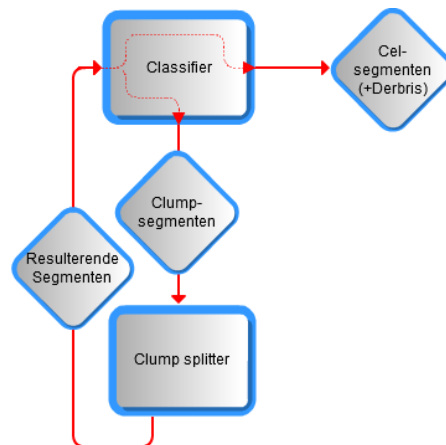 Classifier
Cel-
segmenten
(+Derbris)
Clump-
segmenten
Resulterende
Segmenten
Clump splitter